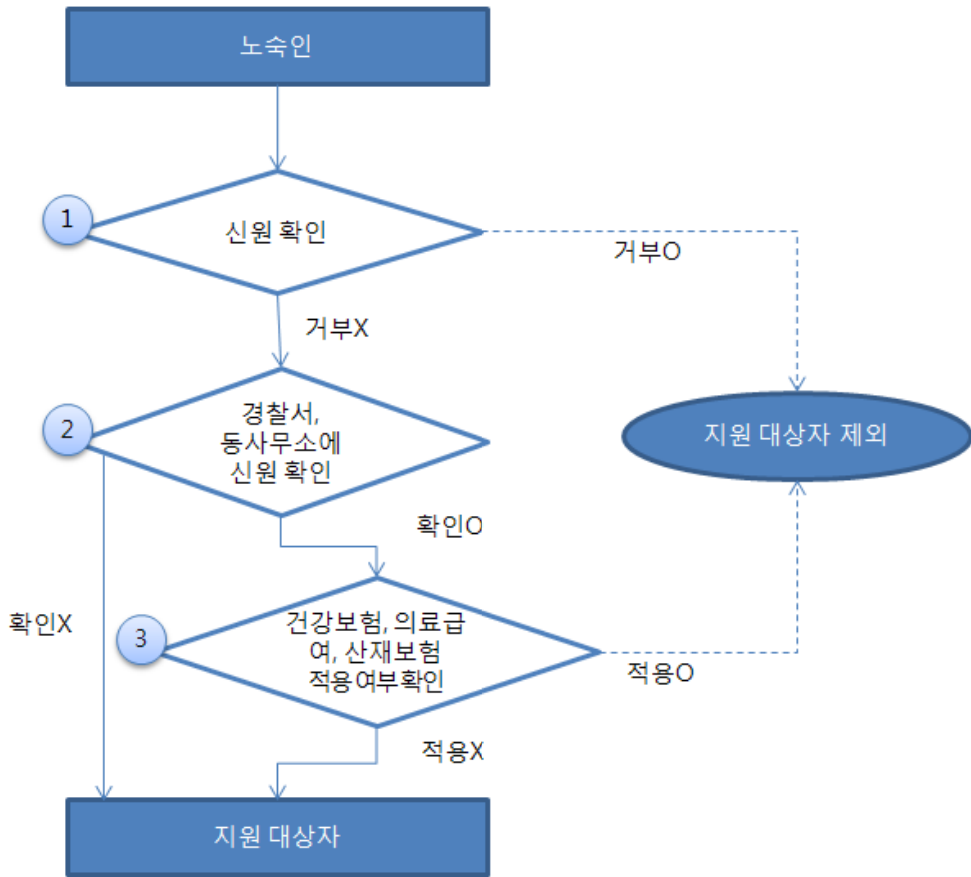 노숙인
1
신원 확인
거부O
거부X
2
경찰서,
동사무소에
신원 확인
지원 대상자 제외
확인O
확인X
3
건강보험, 의료급
여, 산재보험
적용여부확인
적용O
적용X
지원 대상자